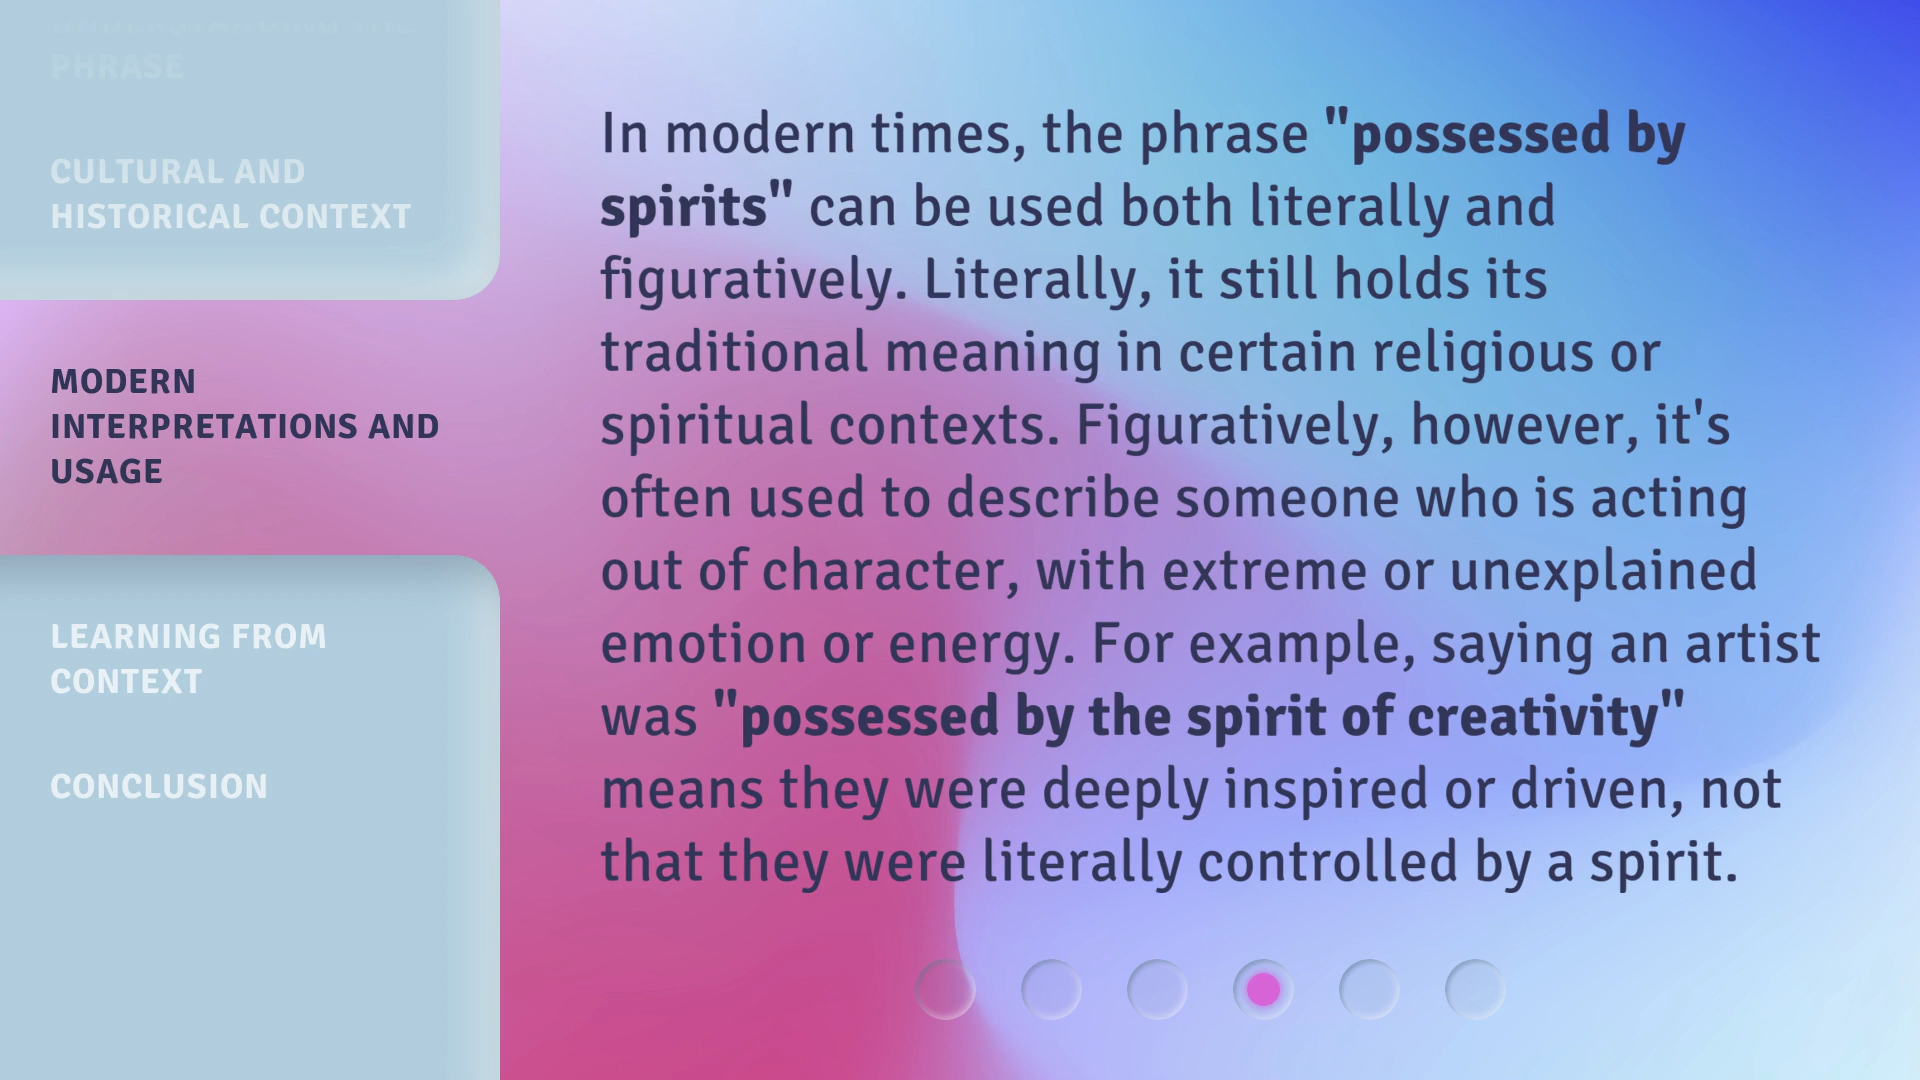 PHRASE
CULTURAL AND
HISTORICAL CONTEXT
MODERN
INTERPRETATIONS AND
USAGE
LEARNING FROM
CONTEXT
CONCLUSION
In modern times, the phrase "possessed by
spirits" can be used both literally and
figuratively. Literally, it still holds its
traditional meaning in certain religious or
spiritual contexts. Figuratively, however, it's
often used to describe someone who is acting
out of character, with extreme or unexplained
emotion or energy. For example, saying an artist
was "possessed by the spirit of creativity"
means they were deeply inspired or driven, not
that they were literally controlled by a spirit.